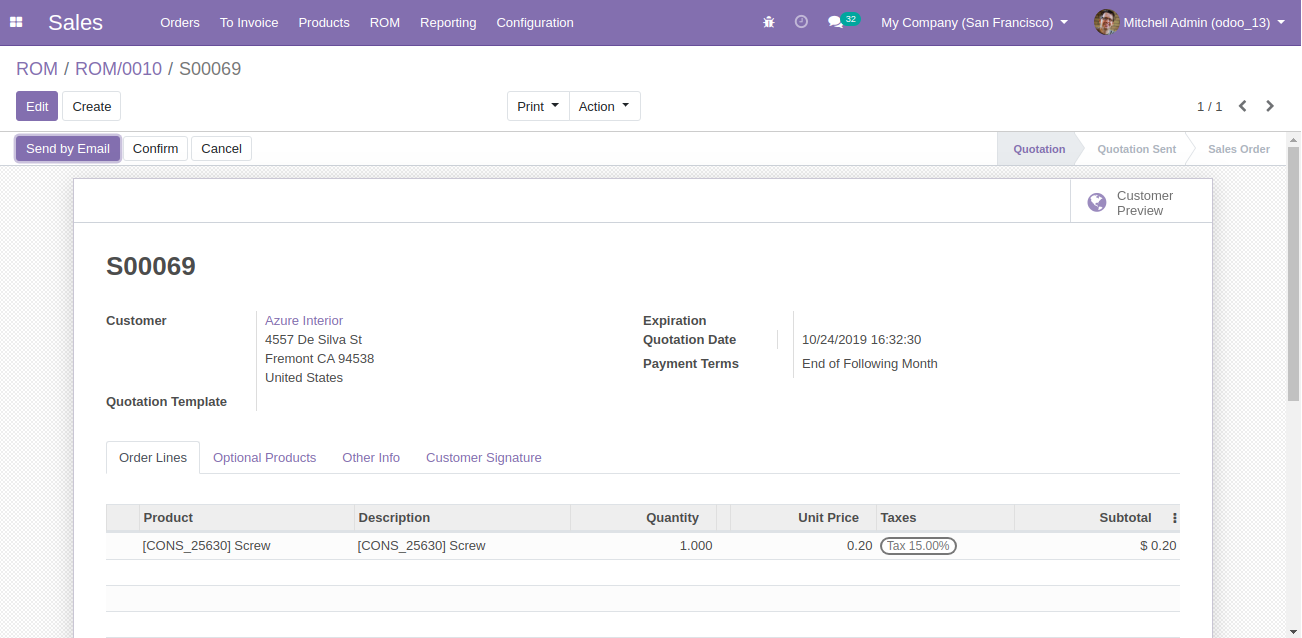 Sales Orders To Invoice Products ROM Reporting Configuration 32 My Company (San Francisco) Mitchell Admin (odoo_13)
ROM / ROM/0010 / S00069
Edit Create Print Action 1 / 1
Send by Email Confirm Cancel Quotation Quotation Sent Sales Order
Customer
Preview
S00069
Customer Azure Interior
4557 De Silva St
Fremont CA 94538
United States
Quotation Template
Expiration
Quotation Date 10/24/2019 16:32:30
Payment Terms End of Following Month
Order Lines Optional Products Other Info Customer Signature
Product Description Quantity Unit Price Taxes Subtotal
[CONS_25630] Screw [CONS_25630] Screw 1.000 0.20 Tax 15.00% $ 0.20